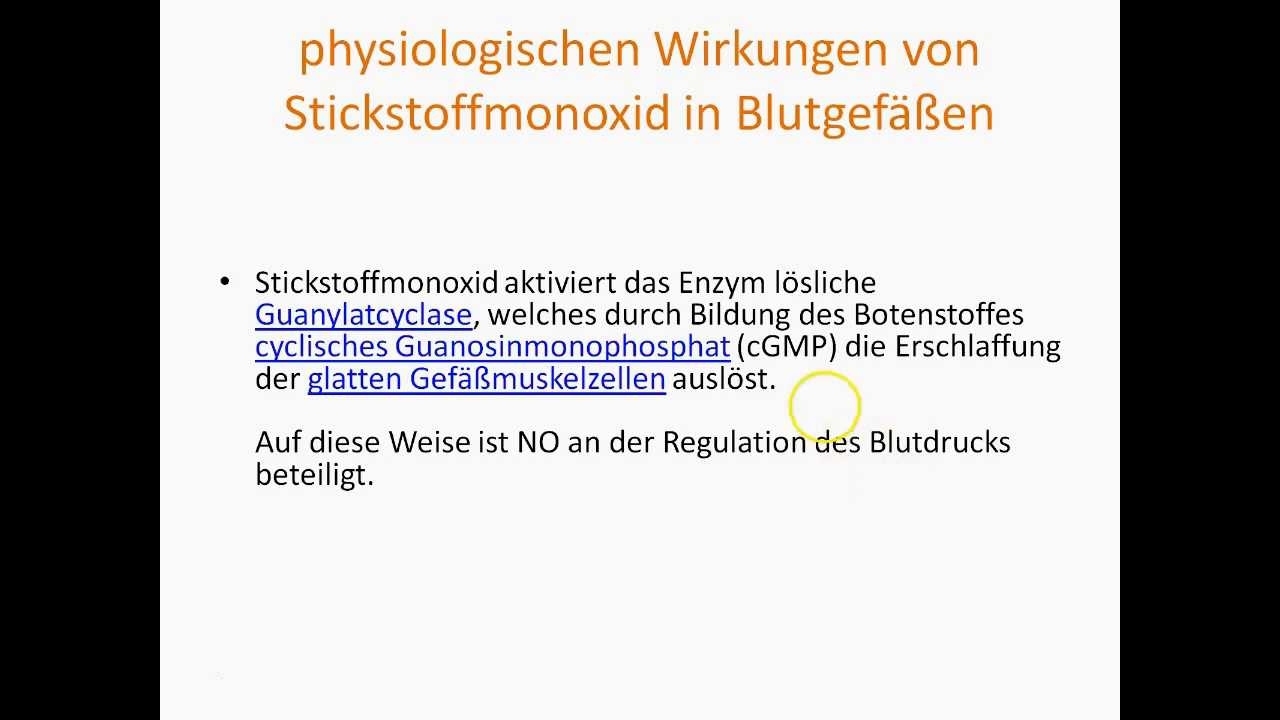 physiologischen Wirkungen von
Stickstoffmonoxid in Blutgefäßen
• Stickstoffmonoxid aktiviert das Enzym lösliche
Guanylatcyclase, welches durch Bildung des Botenstoffes
cyclisches Guanosinmonophosphat (cGMP) die Erschlaffung
der glatten Gefäßmuskelzellen auslöst.
Auf diese Weise ist NO an der Regulation des Blutdrucks
beteiligt.